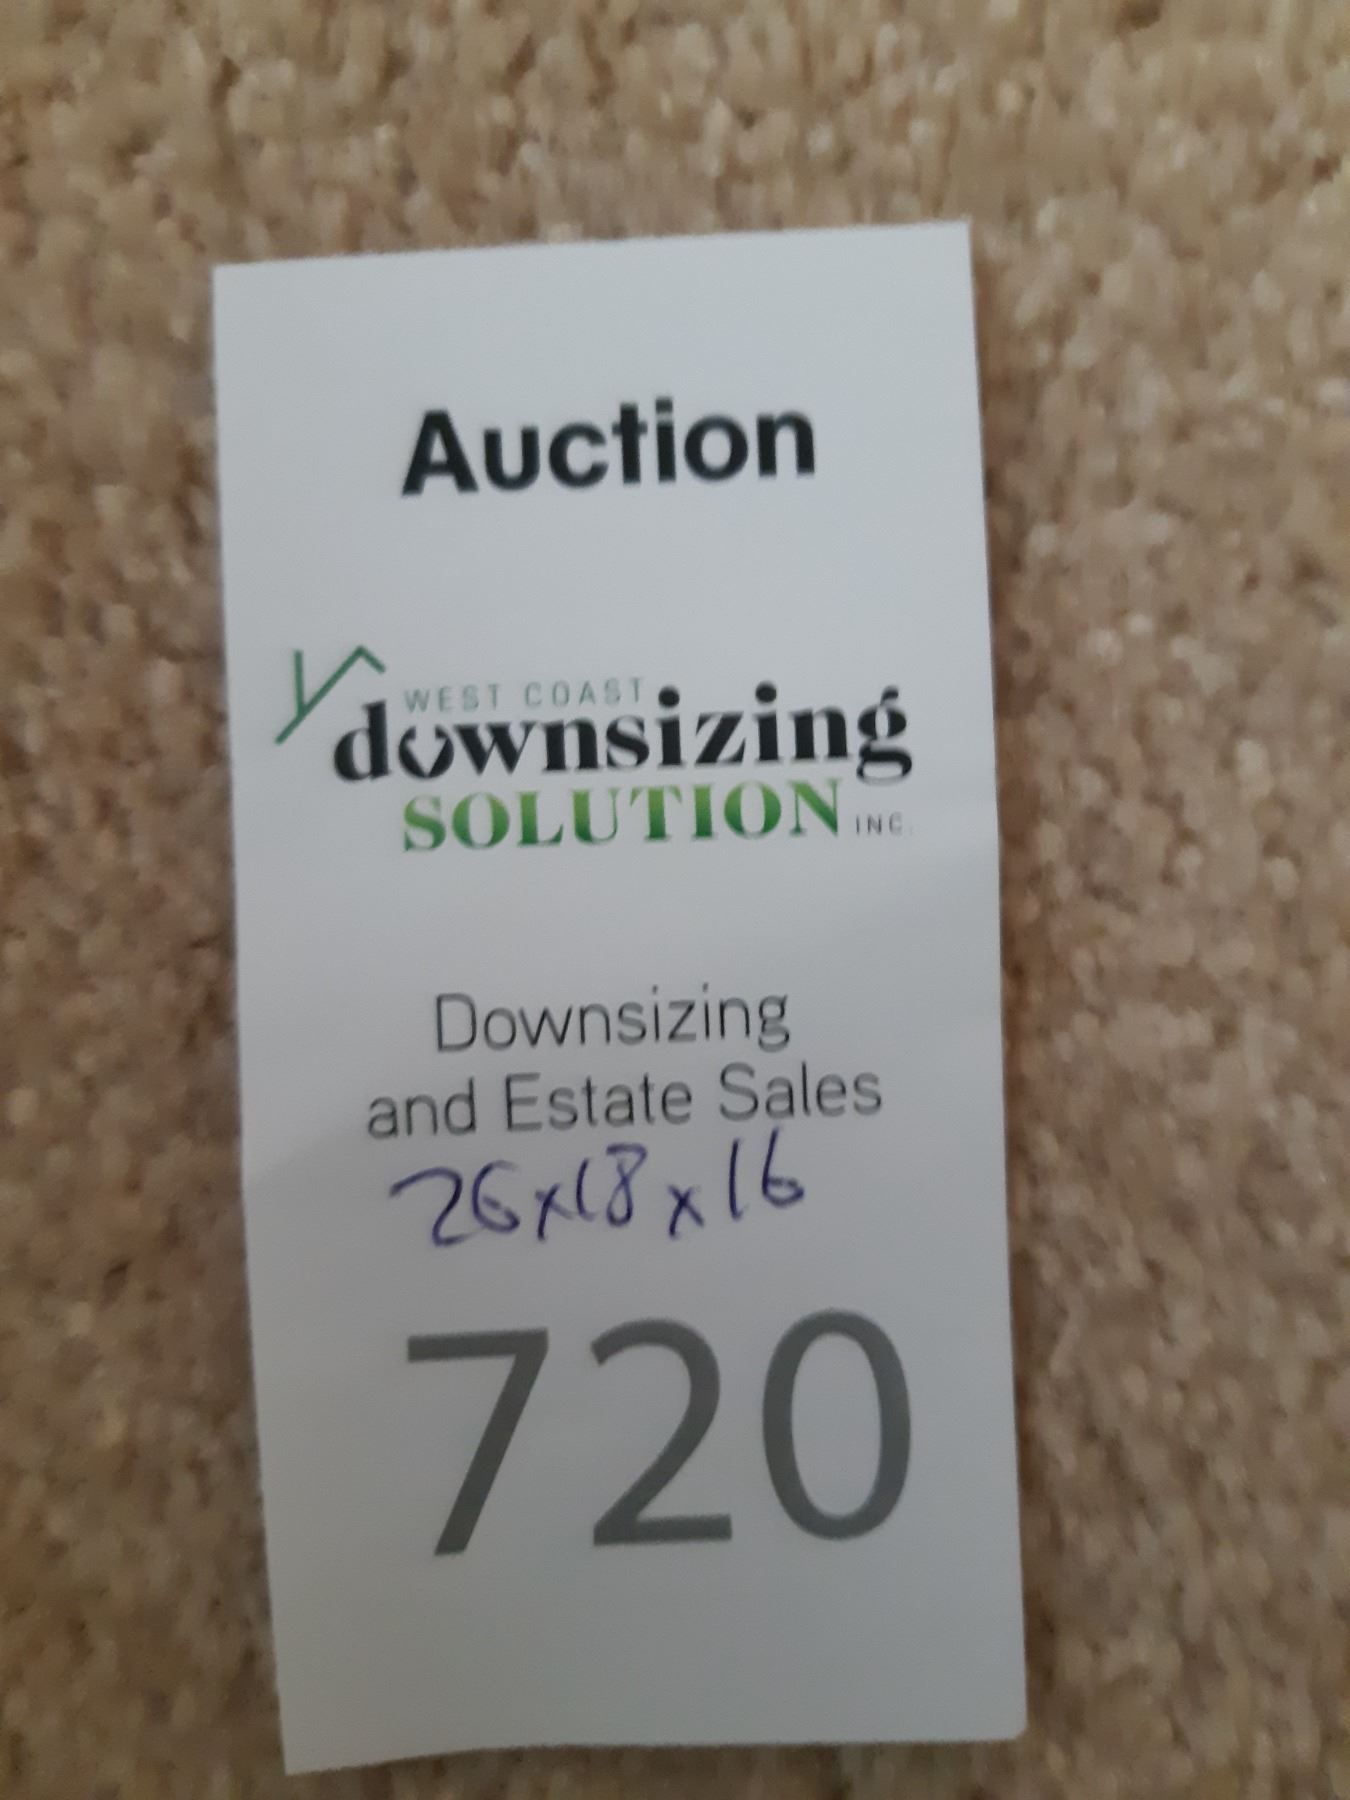 Auction
WEST COAST
downsizing
SOLUTION INC.
Downsizing
and Estate Sales
26x18x16
720